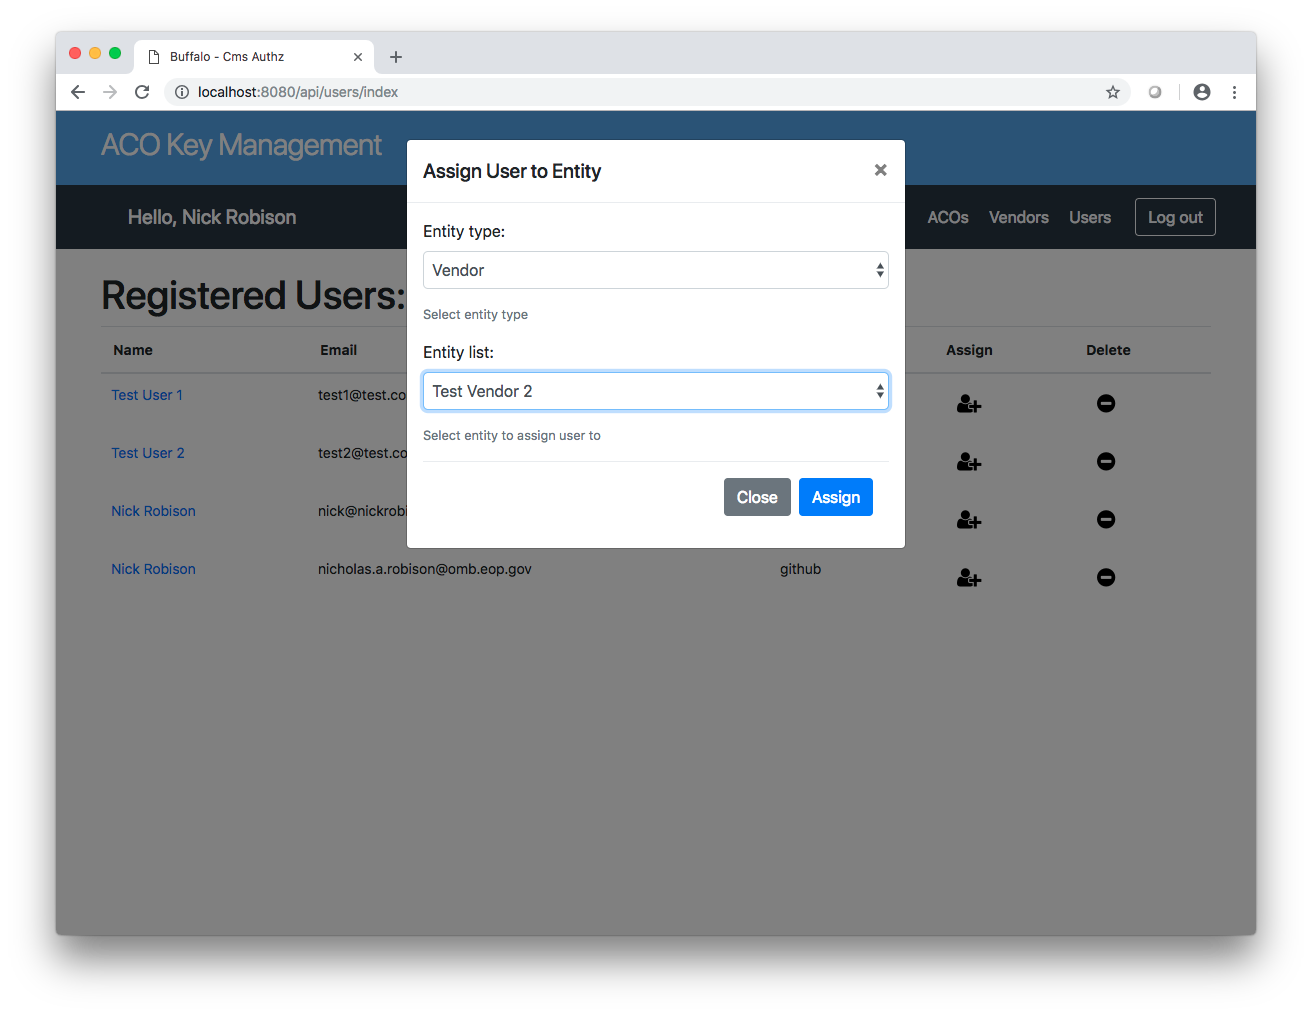 Buffalo - Cms Authz
localhost:8080/api/users/index
ACO Key Management
Hello, Nick Robison
ACOs Vendors Users Log out
Assign User to Entity
Entity type:
Vendor
Select entity type
Entity list:
Test Vendor 2
Select entity to assign user to
Close Assign
Registered Users:
Name Email Assign Delete
Test User 1 test1@test.co
Test User 2 test2@test.co
Nick Robison nick@nickrobi
Nick Robison nicholas.a.robison@omb.eop.gov github